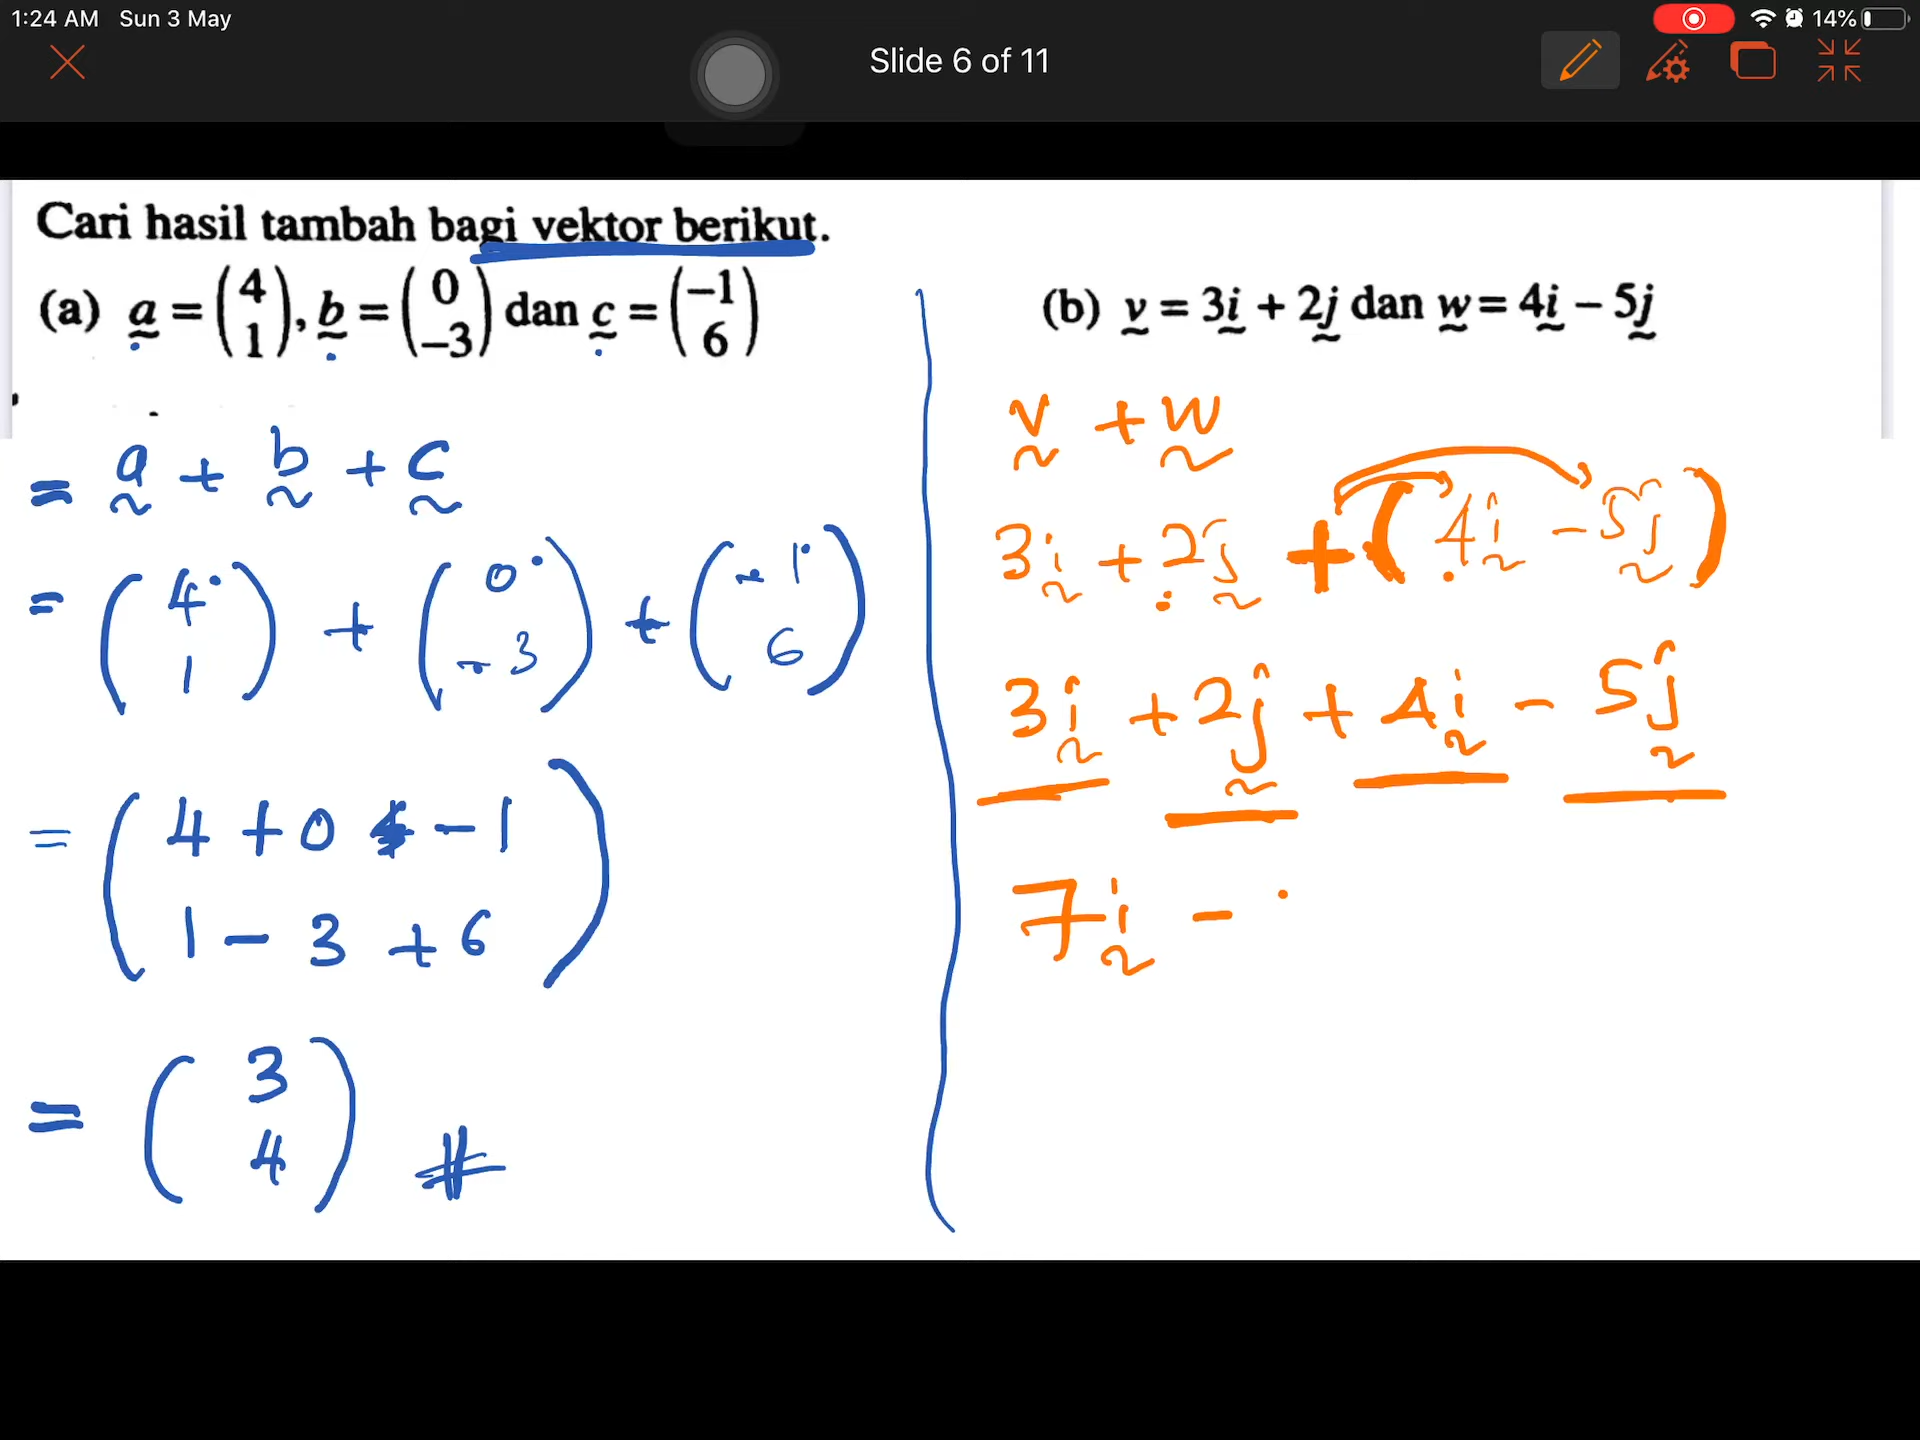 1:24 AM Sun 3 May 14%
Slide 6 of 11
Cari hasil tambah bagi vektor berikut.
(a) a = (4 1), b = (0 −3) dan c = (−1 6)
= a + b + c
= (4 1) + (0 −3) + (−1 6)
= (4 + 0 − 1
1 − 3 + 6)
= (3
4) #
(b) v = 3i + 2j dan w = 4i − 5j
v + w
3i + 2j + (4i − 5j)
3i + 2j + 4i − 5j
7i −